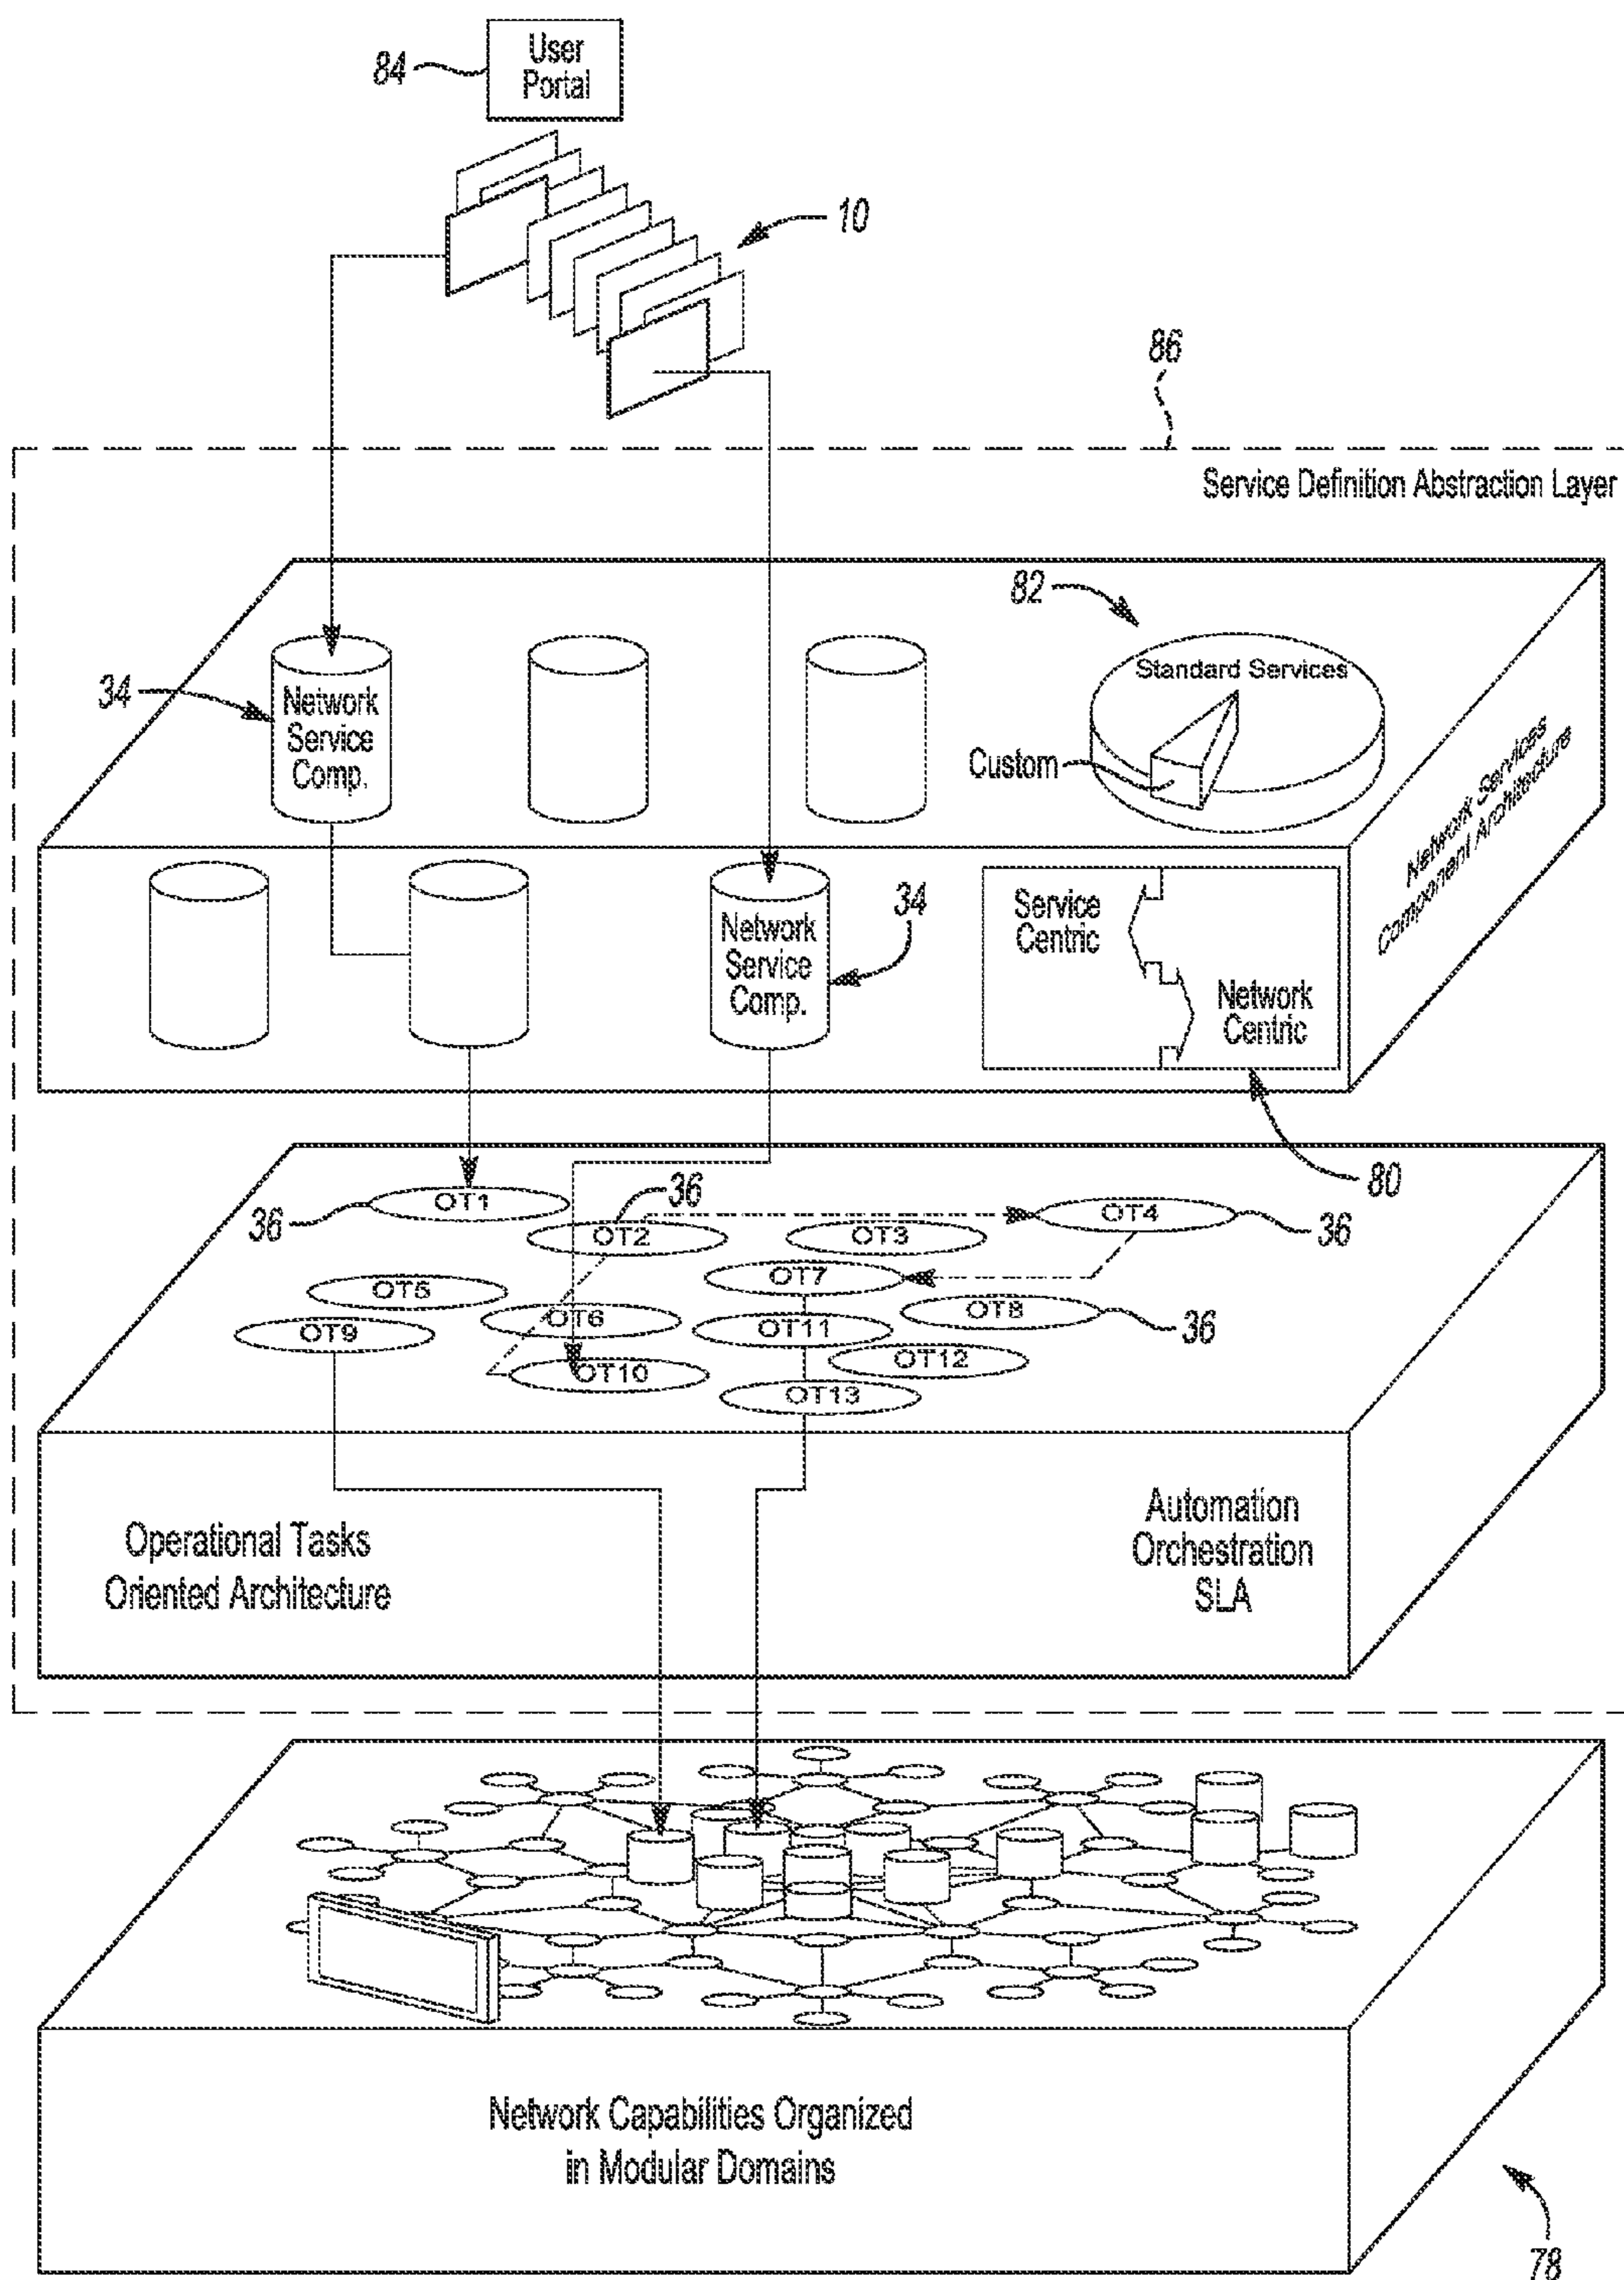 User
Portal
84
10
86
Service Definition Abstraction Layer
82
Standard Services
34
Network
Service
Comp.
Custom
Network Services
Component Architecture
Service
Centric
34
Network
Service
Comp.
Network
Centric
80
36
OT1
36
OT2
OT3
OT4
36
OT5
OT6
OT7
OT8
36
OT9
OT10
OT11
OT12
OT13
Operational Tasks
Oriented Architecture
Automation
Orchestration
SLA
Network Capabilities Organized
in Modular Domains
78